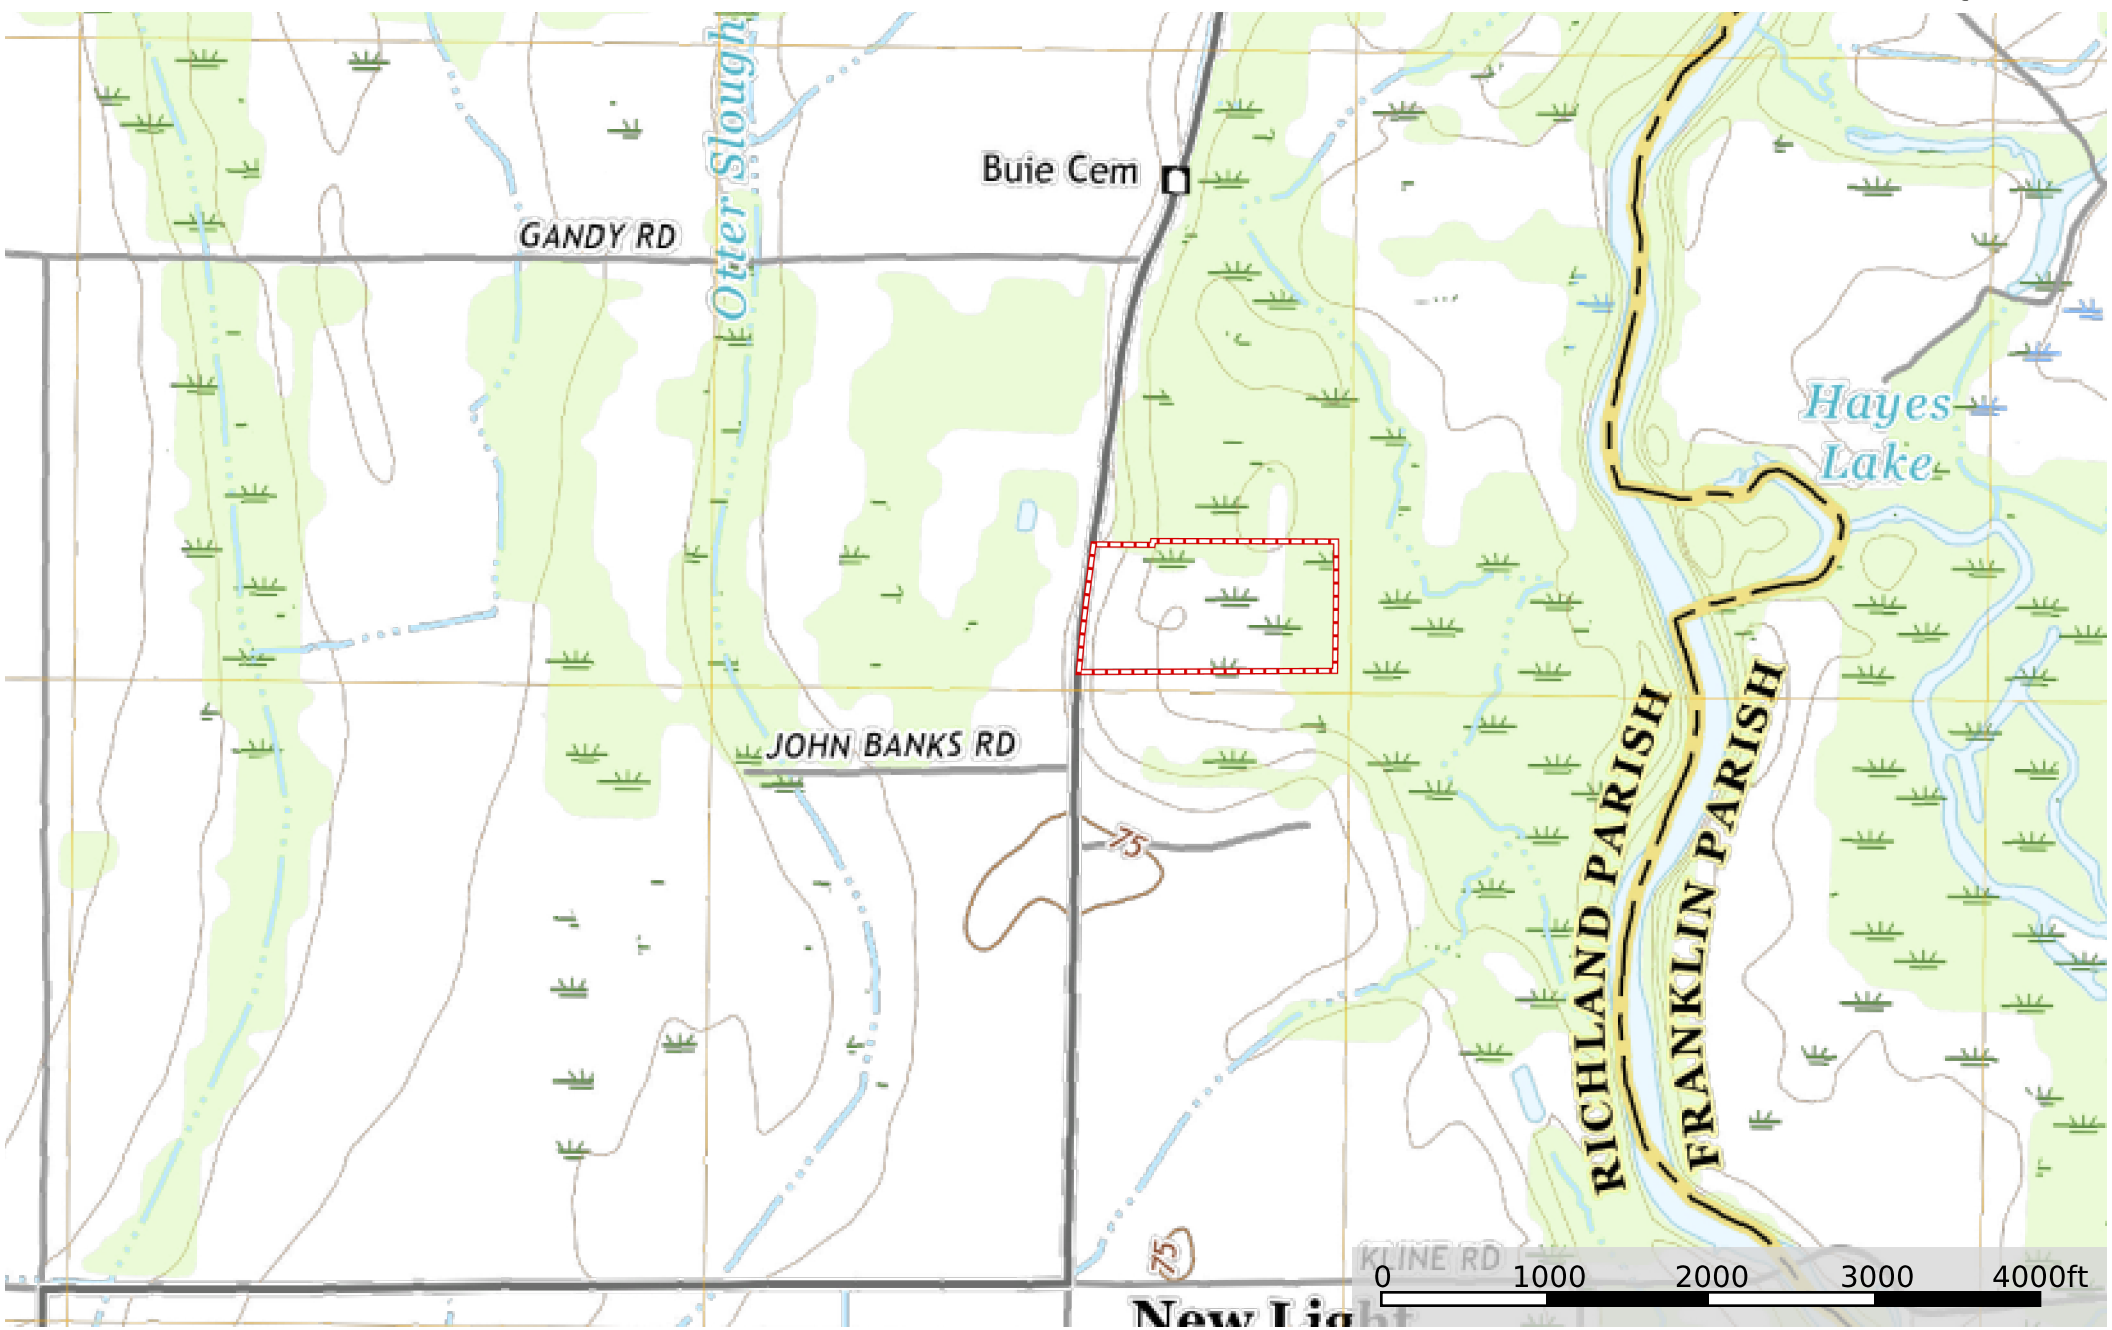 Otter Slough
Buie Cem
GANDY RD
Hayes
Lake
JOHN BANKS RD
75
RICHLAND PARISH
FRANKLIN PARISH
75
KLINE RD
0 1000 2000 3000 4000ft
New Light